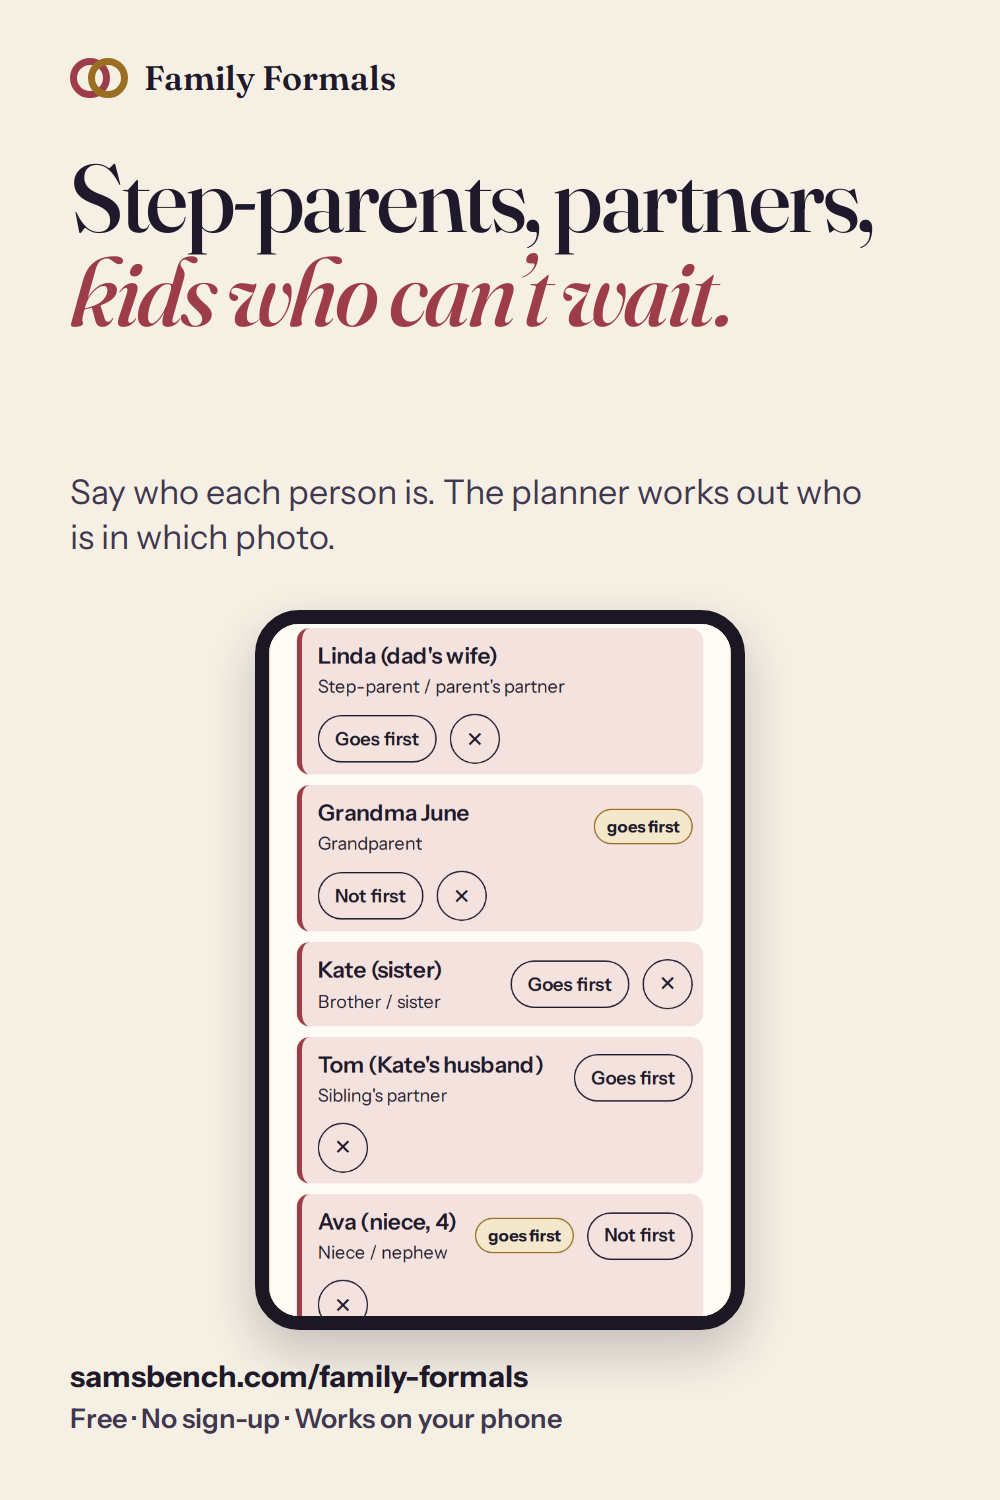 Family Formals
Step-parents, partners,
kids who can't wait.
Say who each person is. The planner works out who
is in which photo.
Linda (dad's wife)
Step-parent / parent's partner
Goes first ✕
Grandma June
goes first
Grandparent
Not first ✕
Kate (sister)
Brother / sister
Goes first ✕
Tom (Kate's husband)
Sibling's partner
Goes first
✕
Ava (niece, 4)
Niece / nephew
goes first
Not first
✕
samsbench.com/family-formals
Free · No sign-up · Works on your phone